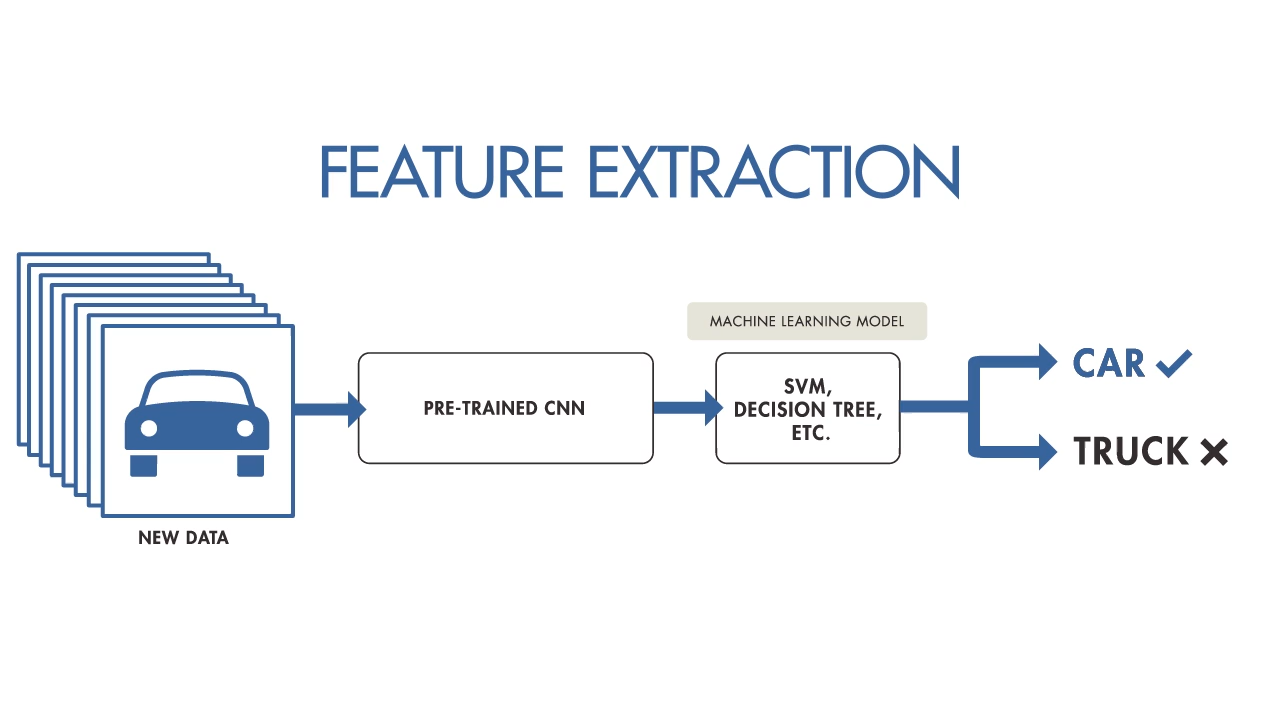 FEATURE EXTRACTION
MACHINE LEARNING MODEL
PRE-TRAINED CNN
SVM,
DECISION TREE,
ETC.
CAR
TRUCK
NEW DATA